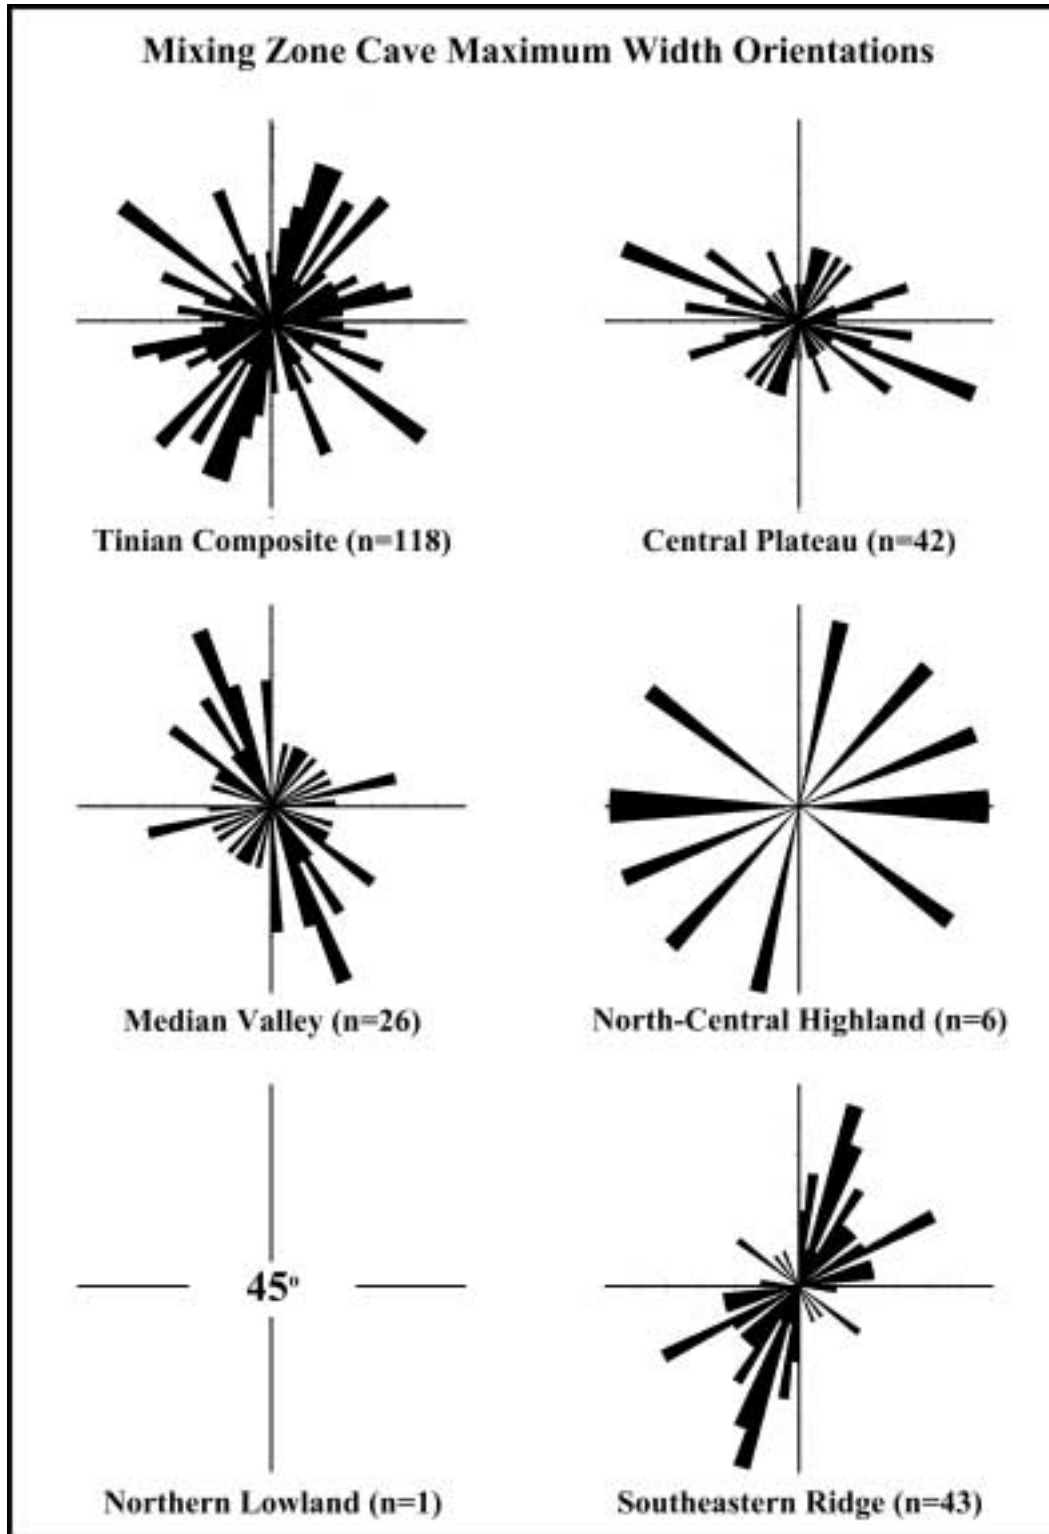 Mixing Zone Cave Maximum Width Orientations
Tinian Composite (n=118)
Central Plateau (n=42)
Median Valley (n=26)
North-Central Highland (n=6)
45º
Northern Lowland (n=1)
Southeastern Ridge (n=43)